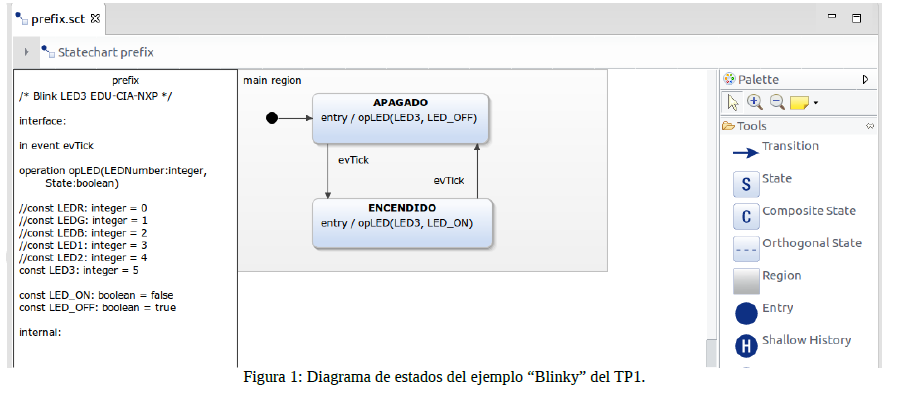 prefix.sct
Statechart prefix
prefix
/* Blink LED3 EDU-CIA-NXP */
interface:
in event evTick
operation opLED(LEDNumber:integer,
State:boolean)
//const LEDR: integer = 0
//const LEDG: integer = 1
//const LEDB: integer = 2
//const LED1: integer = 3
//const LED2: integer = 4
const LED3: integer = 5
const LED_ON: boolean = false
const LED_OFF: boolean = true
internal:
main region
APAGADO
entry / opLED(LED3, LED_OFF)
evTick
evTick
ENCENDIDO
entry / opLED(LED3, LED_ON)
Palette
Tools
Transition
S State
C Composite State
Orthogonal State
Region
Entry
H Shallow History
Figura 1: Diagrama de estados del ejemplo “Blinky” del TP1.